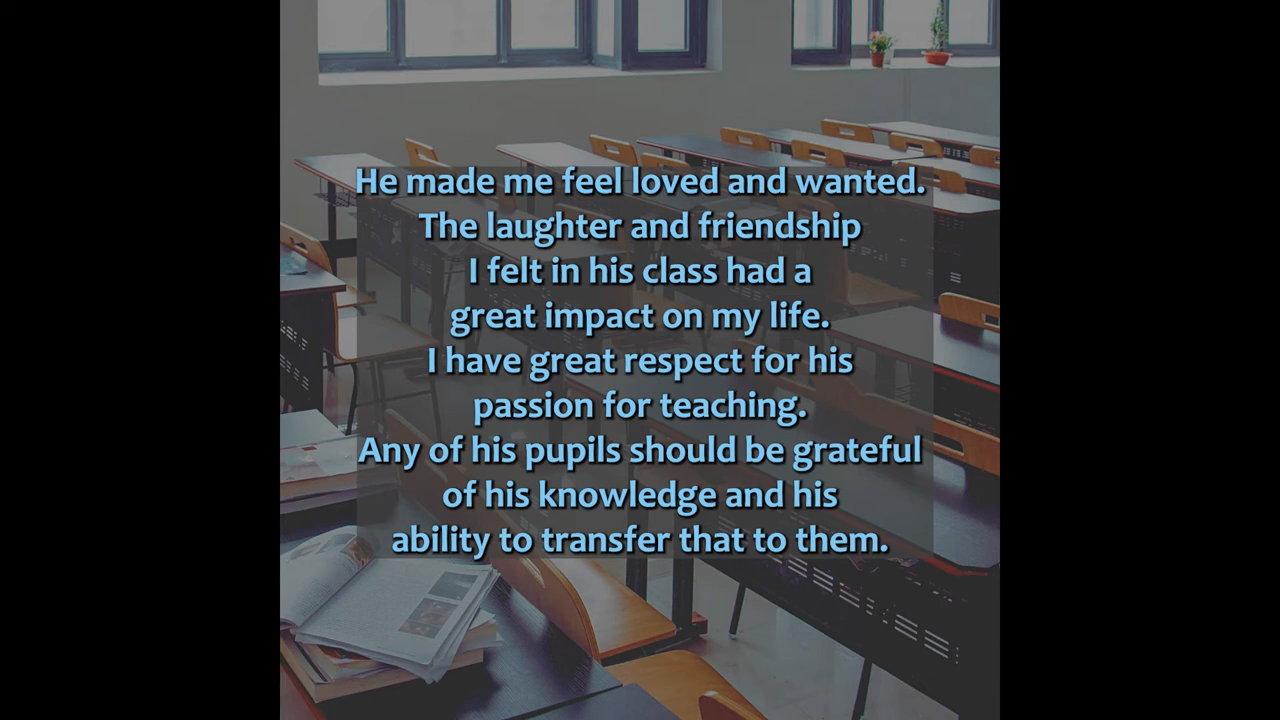 He made me feel loved and wanted.
The laughter and friendship
I felt in his class had a
great impact on my life.
I have great respect for his
passion for teaching.
Any of his pupils should be grateful
of his knowledge and his
ability to transfer that to them.